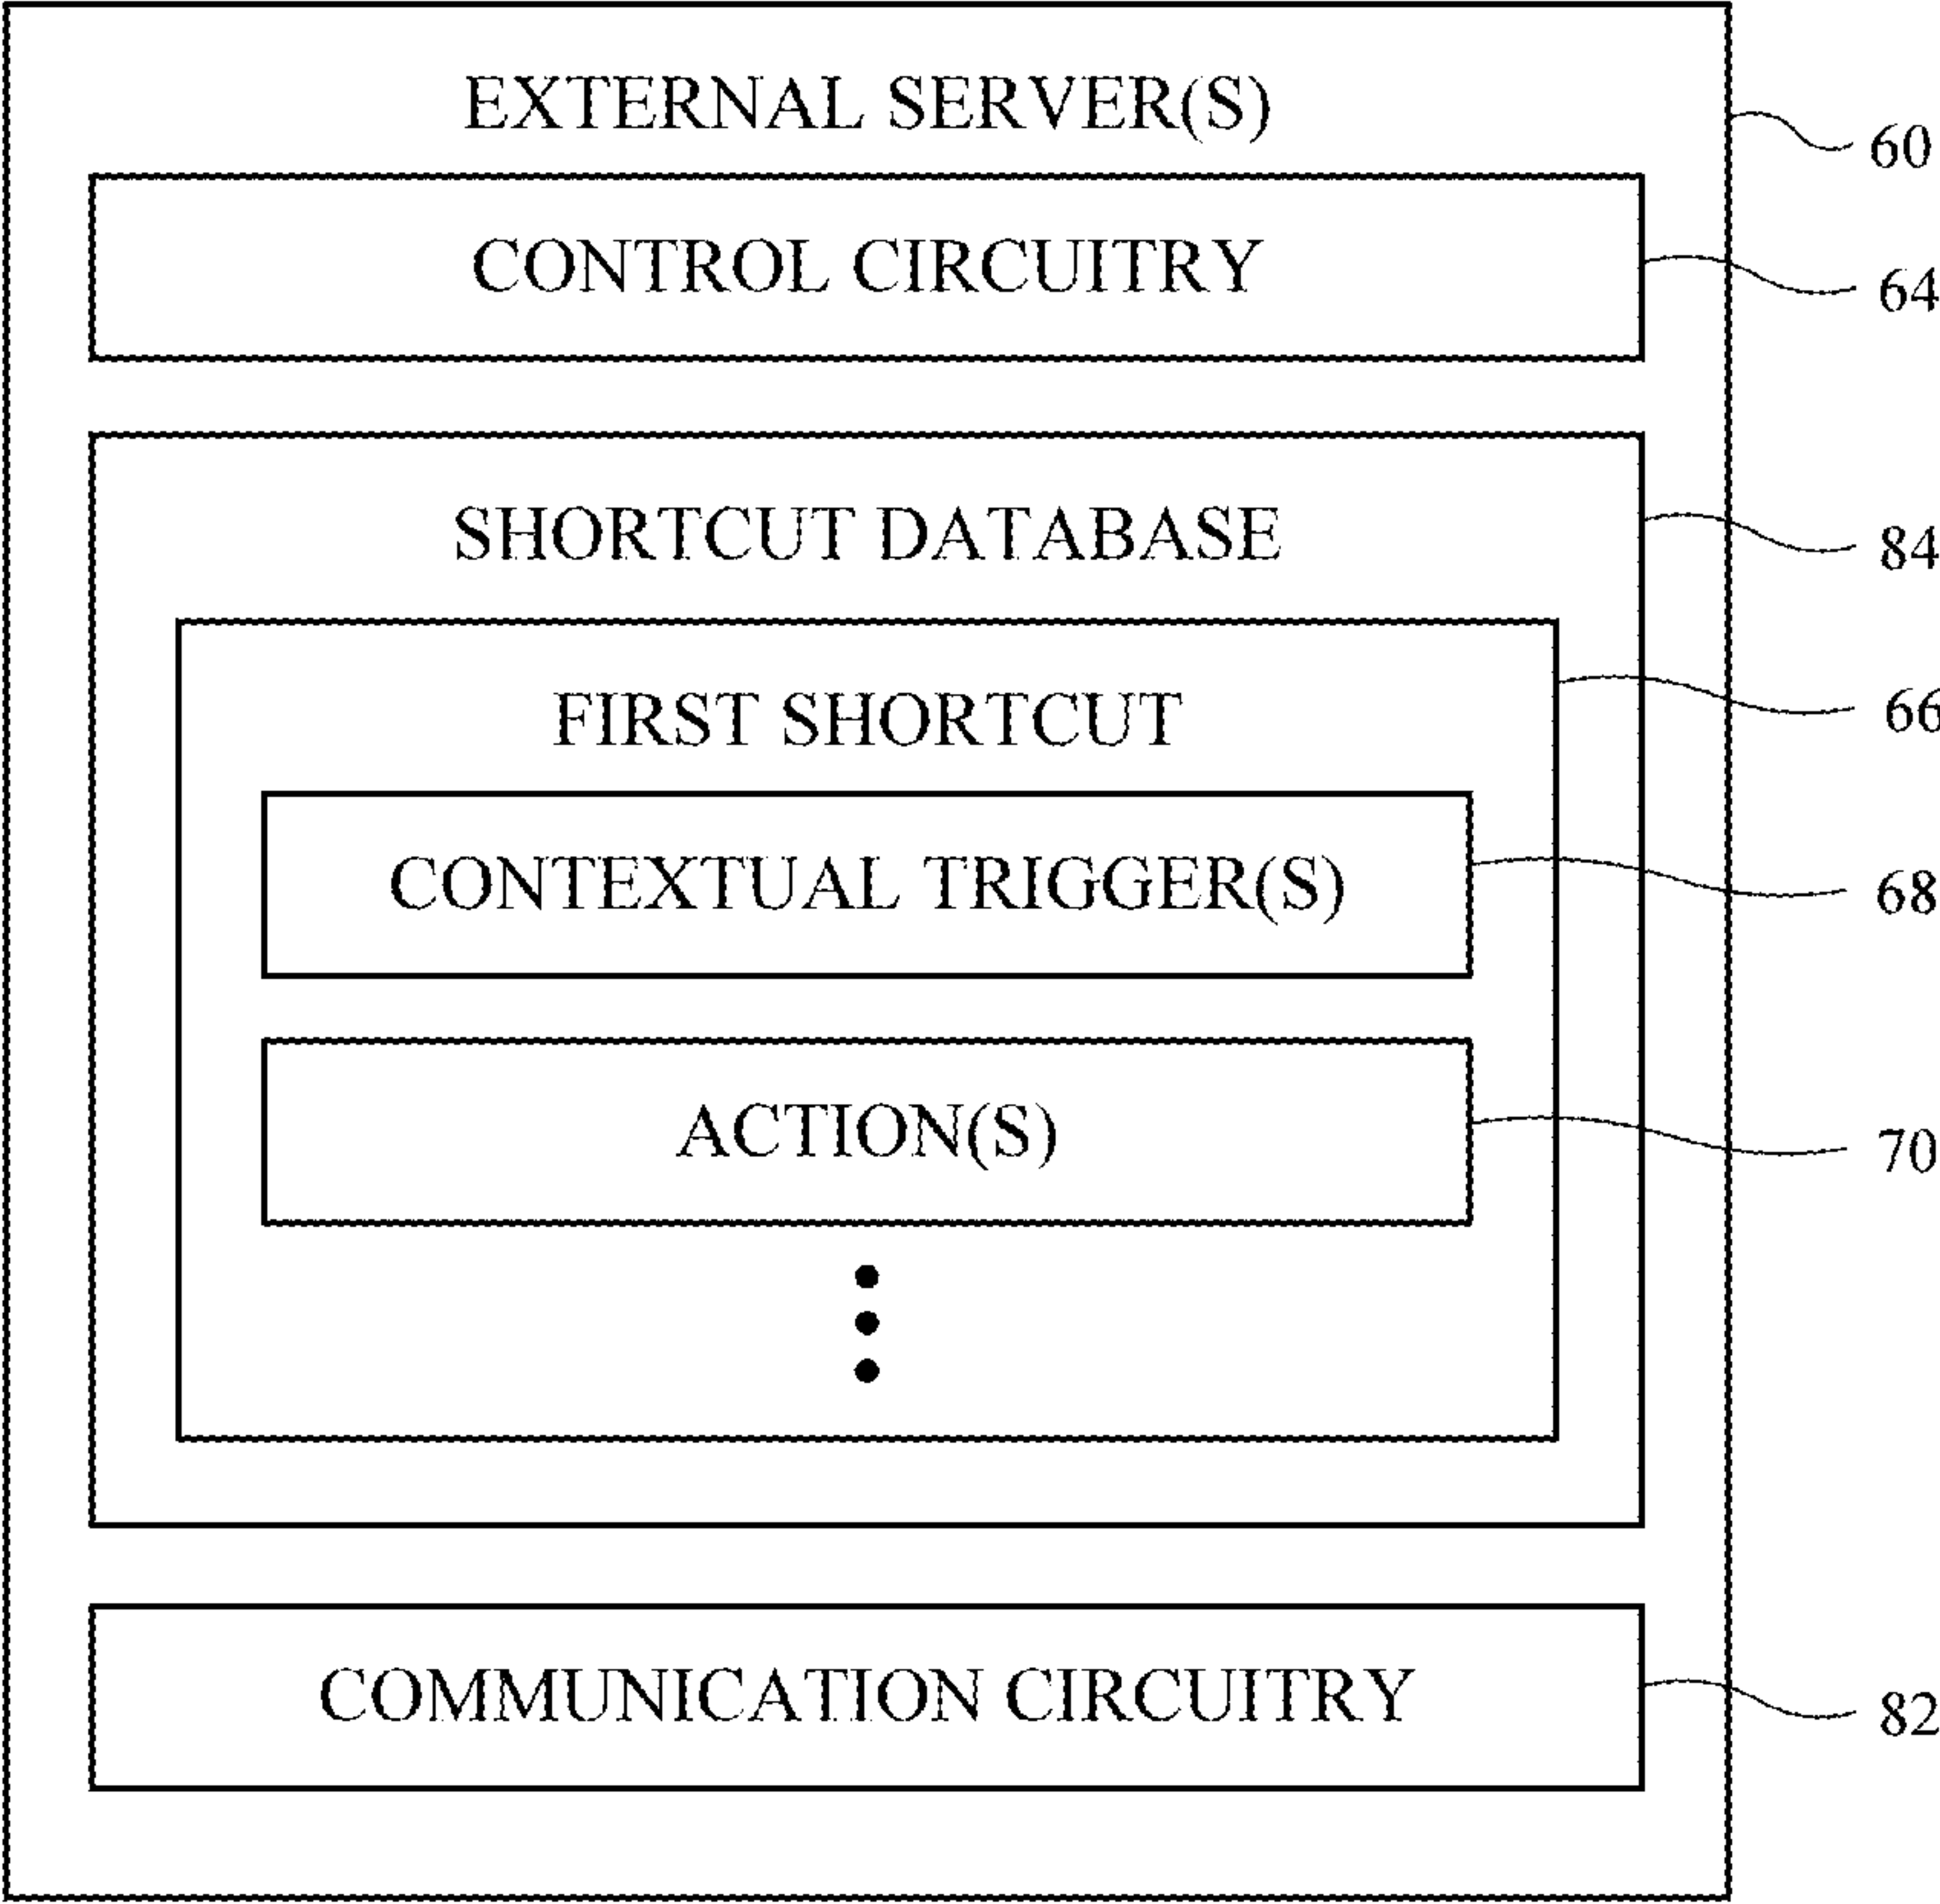 EXTERNAL SERVER(S)
60
CONTROL CIRCUITRY
64
SHORTCUT DATABASE
84
FIRST SHORTCUT
66
CONTEXTUAL TRIGGER(S)
68
ACTION(S)
70
COMMUNICATION CIRCUITRY
82